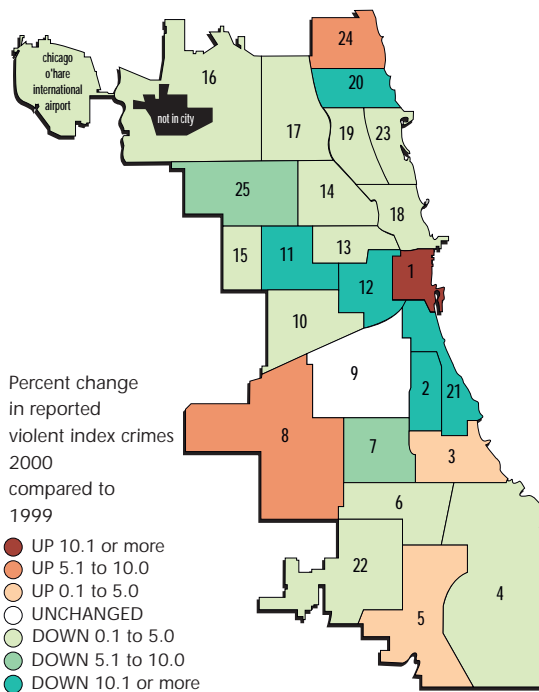 24
chicago
o'hare
international
airport
16
20
not in city
17
19
23
25
14
18
15
11
13
12
1
10
9
2
21
8
7
3
6
22
5
4
Percent change
in reported
violent index crimes
2000
compared to
1999
UP 10.1 or more
UP 5.1 to 10.0
UP 0.1 to 5.0
UNCHANGED
DOWN 0.1 to 5.0
DOWN 5.1 to 10.0
DOWN 10.1 or more